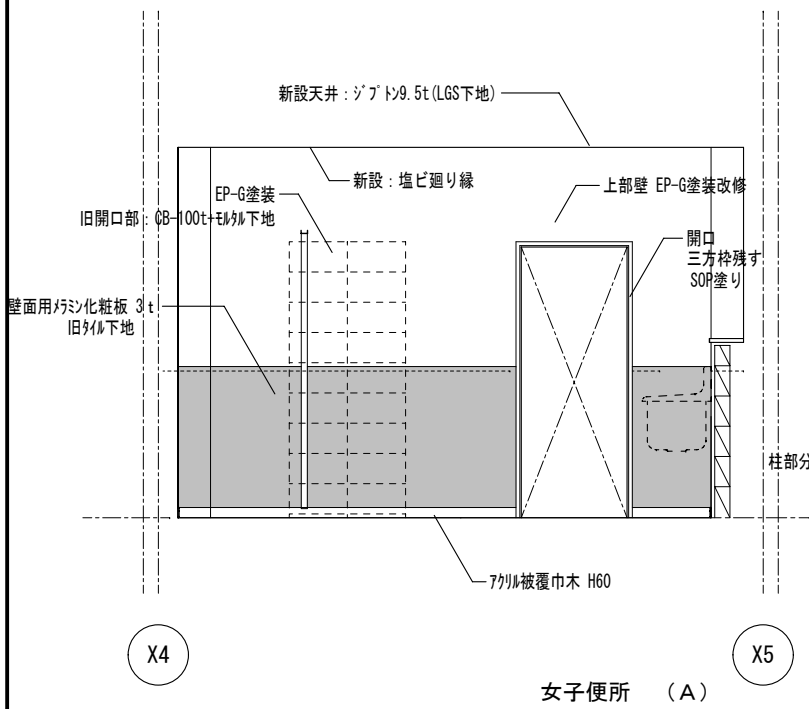 新設天井：ジプトン9.5t(LGS下地)
新設：塩ビ廻り縁
EP-G塗装
上部壁 EP-G塗装改修
旧開口部：CB-100t+モルタル下地
開口
三方枠残す
SOP塗り
壁面用メラミン化粧板 3t
旧タイル下地
柱部分
アクリル被覆巾木 H60
X4
X5
女子便所 （A）